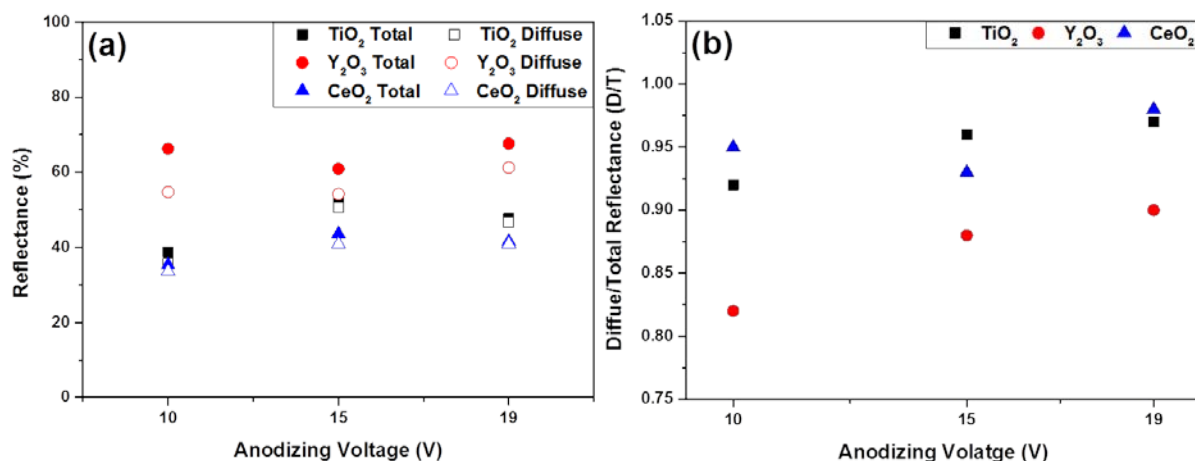 (a)
TiO₂ Total TiO₂ Diffuse
Y₂O₃ Total Y₂O₃ Diffuse
CeO₂ Total CeO₂ Diffuse
Reflectance (%)
100
80
60
40
20
0
10 15 19
Anodizing Voltage (V)
(b)
TiO₂ Y₂O₃ CeO₂
Diffue/Total Reflectance (D/T)
1.05
1.00
0.95
0.90
0.85
0.80
0.75
10 15 19
Anodizing Volatge (V)